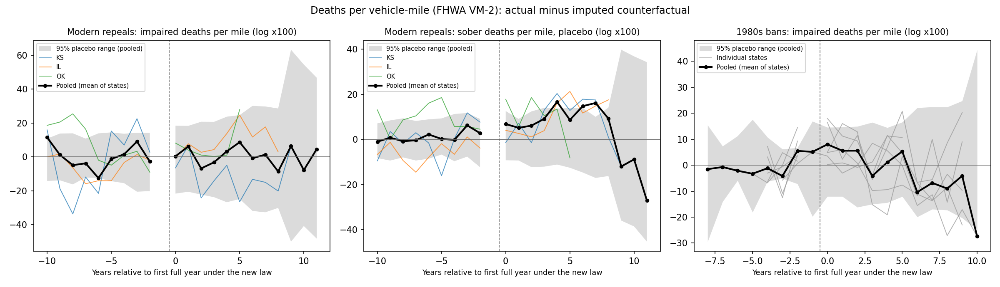 Deaths per vehicle-mile (FHWA VM-2): actual minus imputed counterfactual
Modern repeals: impaired deaths per mile (log x100)
95% placebo range (pooled)
KS
IL
OK
Pooled (mean of states)
60
40
20
0
−20
−40
−10
−5
0
5
10
Years relative to first full year under the new law
Modern repeals: sober deaths per mile, placebo (log x100)
95% placebo range (pooled)
KS
IL
OK
Pooled (mean of states)
40
20
0
−20
−40
−10
−5
0
5
10
Years relative to first full year under the new law
1980s bans: impaired deaths per mile (log x100)
95% placebo range (pooled)
Individual states
Pooled (mean of states)
40
30
20
10
0
−10
−20
−30
−7.5
−5.0
−2.5
0.0
2.5
5.0
7.5
10.0
Years relative to first full year under the new law